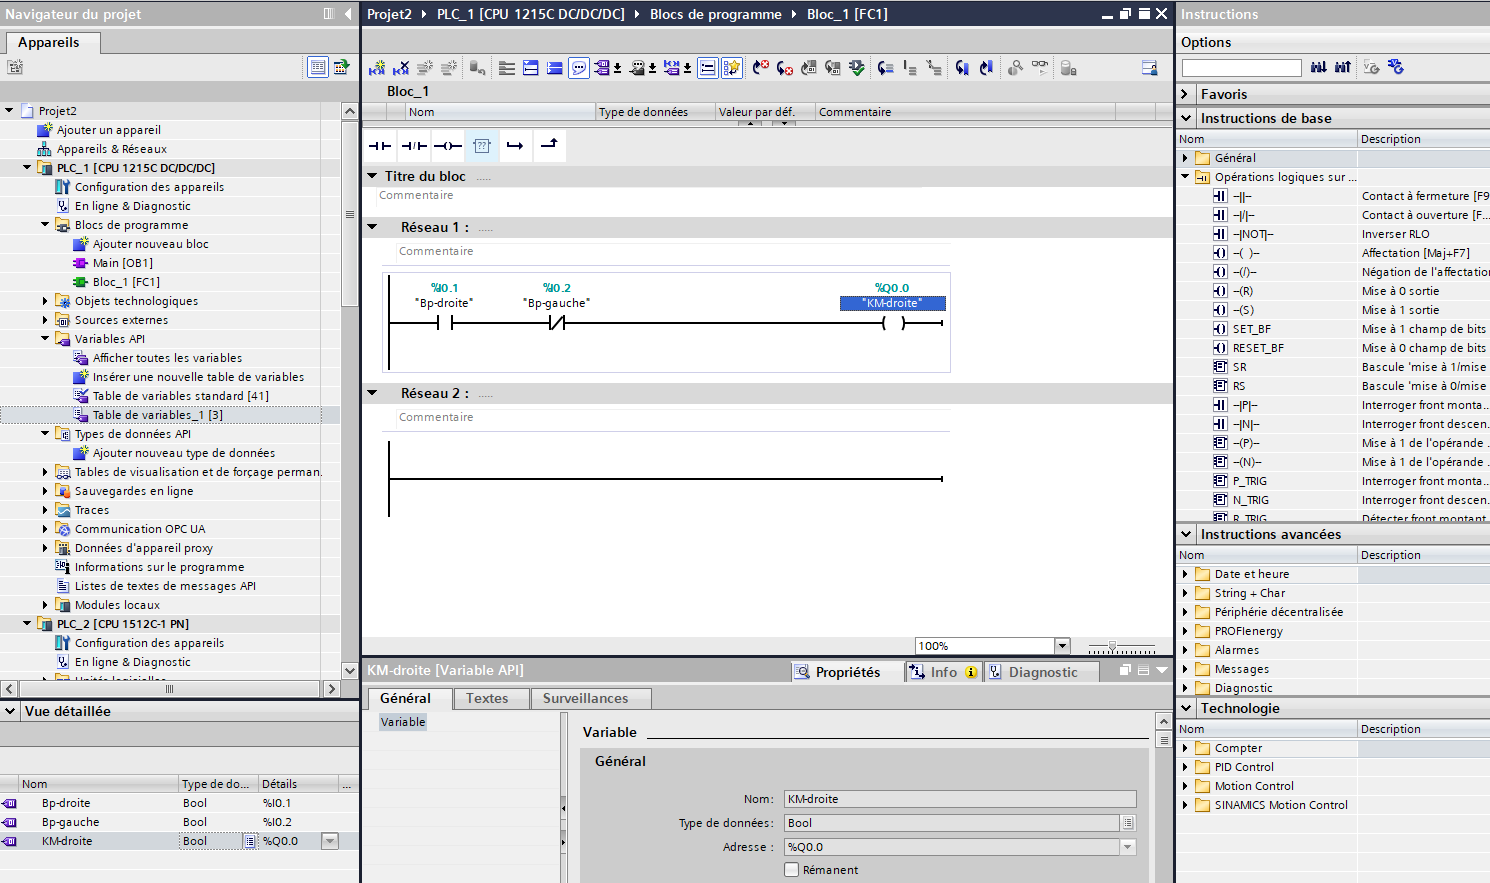 Navigateur du projet
Appareils
Projet2
Ajouter un appareil
Appareils & Réseaux
PLC_1 [CPU 1215C DC/DC/DC]
Configuration des appareils
En ligne & Diagnostic
Blocs de programme
Ajouter nouveau bloc
Main [OB1]
Bloc_1 [FC1]
Objets technologiques
Sources externes
Variables API
Afficher toutes les variables
Insérer une nouvelle table de variables
Table de variables standard [41]
Table de variables_1 [3]
Types de données API
Ajouter nouveau type de données
Tables de visualisation et de forçage perman.
Sauvegardes en ligne
Traces
Communication OPC UA
Données d'appareil proxy
Informations sur le programme
Listes de textes de messages API
Modules locaux
PLC_2 [CPU 1512C-1 PN]
Configuration des appareils
En ligne & Diagnostic
Vue détaillée
Nom Type de do... Détails ...
Bp-droite Bool %I0.1
Bp-gauche Bool %I0.2
KM-droite Bool %Q0.0
Projet2 PLC_1 [CPU 1215C DC/DC/DC] Blocs de programme Bloc_1 [FC1]
Bloc_1
Nom Type de données Valeur par déf. Commentaire
??
Titre du bloc .....
Commentaire
Réseau 1 : .....
Commentaire
%I0.1 %I0.2 %Q0.0
"Bp-droite" "Bp-gauche" "KM-droite"
Réseau 2 : .....
Commentaire
100%
KM-droite [Variable API] Propriétés Info Diagnostic
Général Textes Surveillances
Variable
Variable
Général
Nom: KM-droite
Type de données: Bool
Adresse : %Q0.0
Rémanent
Instructions
Options
Favoris
Instructions de base
Nom Description
Général
Opérations logiques sur ...
–||– Contact à fermeture [F9
–|/|– Contact à ouverture [F...
–|NOT|– Inverser RLO
–( )– Affectation [Maj+F7]
–(/)– Négation de l'affectation
–(R) Mise à 0 sortie
–(S) Mise à 1 sortie
SET_BF Mise à 1 champ de bits
RESET_BF Mise à 0 champ de bits
SR Bascule 'mise à 1/mise
RS Bascule 'mise à 0/mise
–|P|– Interroger front monta...
–|N|– Interroger front descen...
–(P)– Mise à 1 de l'opérande ...
–(N)– Mise à 1 de l'opérande ...
P_TRIG Interroger front monta...
N_TRIG Interroger front descen...
R_TRIG Détecter front montant
Instructions avancées
Nom Description
Date et heure
String + Char
Périphérie décentralisée
PROFIenergy
Alarmes
Messages
Diagnostic
Technologie
Nom Description
Compter
PID Control
Motion Control
SINAMICS Motion Control